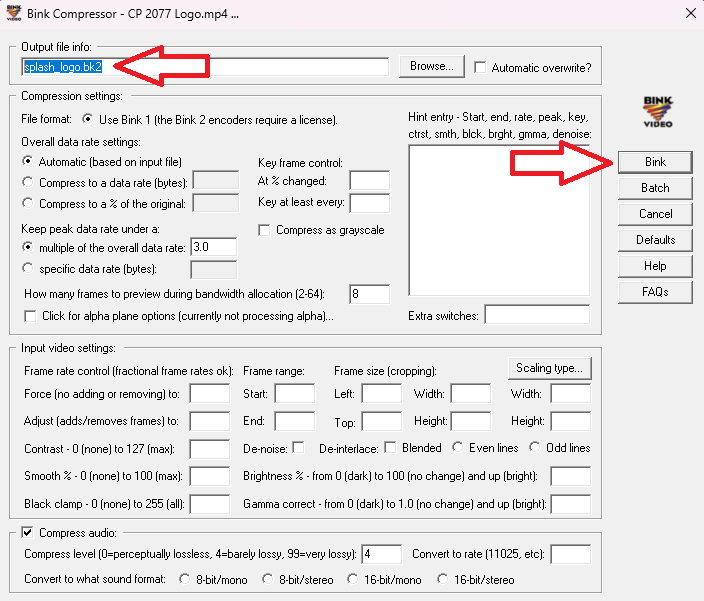 Bink Compressor - CP 2077 Logo.mp4 ...
Output file info:
splash_logo.bk2
Browse...
Automatic overwrite?
Compression settings:
File format: Use Bink 1 (the Bink 2 encoders require a license).
Overall data rate settings:
Automatic (based on input file)
Compress to a data rate (bytes):
Compress to a % of the original:
Key frame control:
At % changed:
Key at least every:
Keep peak data rate under a:
multiple of the overall data rate: 3.0
specific data rate (bytes):
Compress as grayscale
How many frames to preview during bandwidth allocation (2-64): 8
Click for alpha plane options (currently not processing alpha)...
Hint entry - Start, end, rate, peak, key,
ctrst, smth, blck, brght, gmma, denoise:
Extra switches:
BINK
VIDEO
Bink
Batch
Cancel
Defaults
Help
FAQs
Input video settings:
Frame rate control (fractional frame rates ok): Frame range: Frame size (cropping): Scaling type...
Force (no adding or removing) to: Start: Left: Width: Width:
Adjust (adds/removes frames) to: End: Top: Height: Height:
Contrast - 0 (none) to 127 (max): De-noise: De-interlace: Blended Even lines Odd lines
Smooth % - 0 (none) to 100 (max): Brightness % - from 0 (dark) to 100 (no change) and up (bright):
Black clamp - 0 (none) to 255 (all): Gamma correct - from 0 (dark) to 1.0 (no change) and up (bright):
Compress audio:
Compress level (0=perceptually lossless, 4=barely lossy, 99=very lossy): 4 Convert to rate (11025, etc):
Convert to what sound format: 8-bit/mono 8-bit/stereo 16-bit/mono 16-bit/stereo